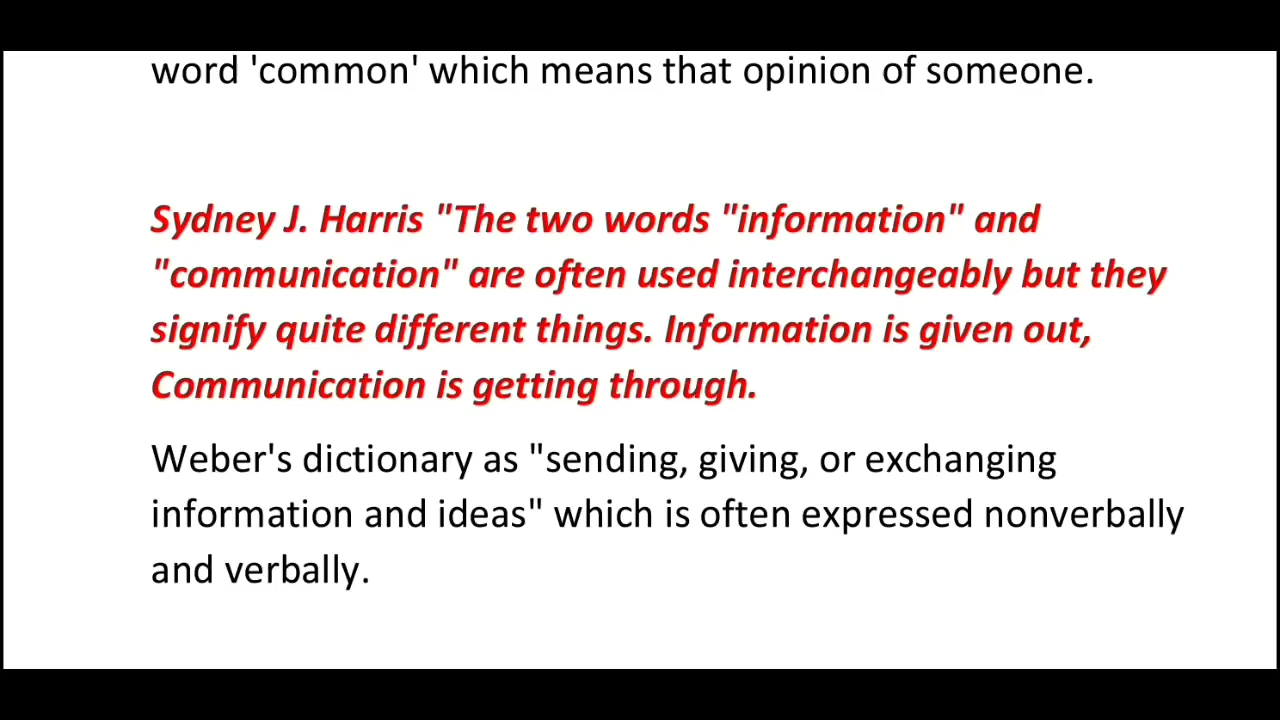 word 'common' which means that opinion of someone.
Sydney J. Harris "The two words "information" and
"communication" are often used interchangeably but they
signify quite different things. Information is given out,
Communication is getting through.
Weber's dictionary as "sending, giving, or exchanging
information and ideas" which is often expressed nonverbally
and verbally.